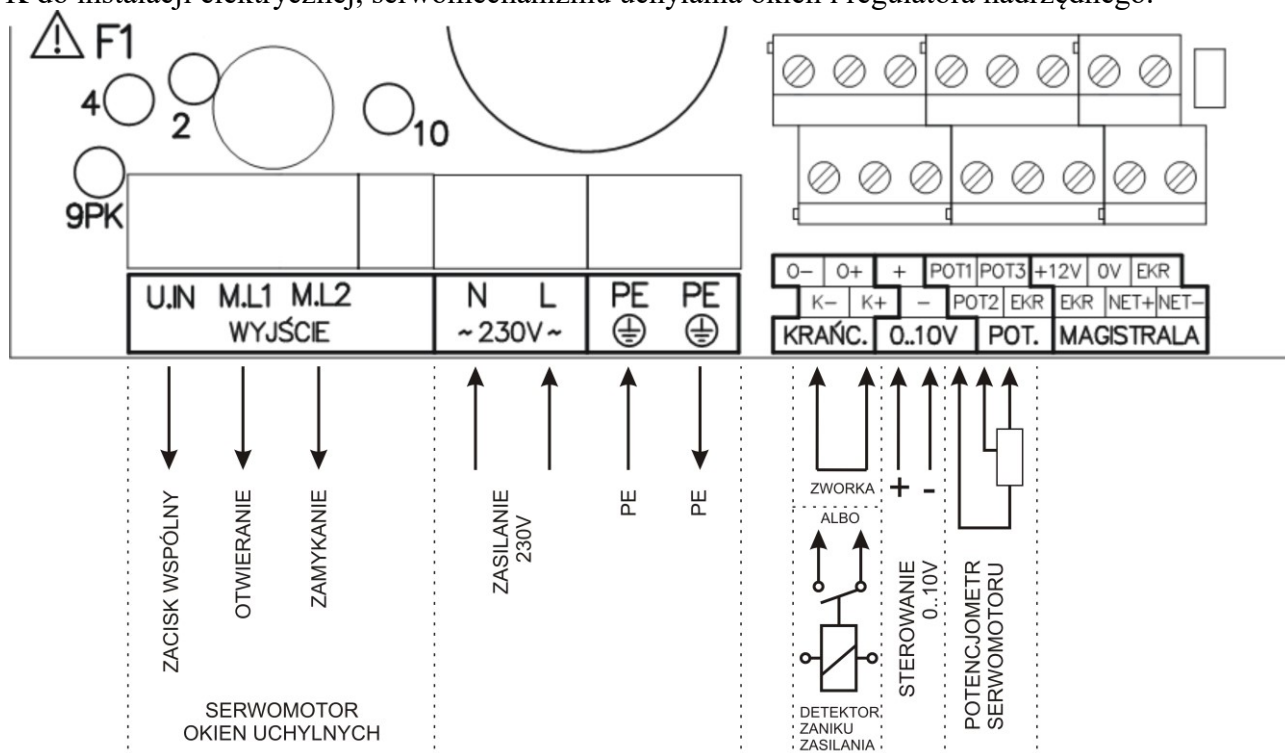 K do instalacji elektrycznej, serwomechanizmu uchylania okien i regulatora nadrzędnego.
F1
4
2
10
9PK
U.IN M.L1 M.L2
WYJŚCIE
N L
~230V~
PE PE
O- O+ + POT1 POT3 +12V 0V EKR
K- K+ - POT2 EKR EKR NET+ NET-
KRAŃC. 0..10V POT. MAGISTRALA
ZACISK WSPÓLNY
OTWIERANIE
ZAMYKANIE
SERWOMOTOR
OKIEN UCHYLNYCH
ZASILANIE
230V
PE
PE
ZWORKA
ALBO
DETEKTOR
ZANIKU
ZASILANIA
+ -
STEROWANIE
0..10V
POTENCJOMETR
SERWOMOTORU